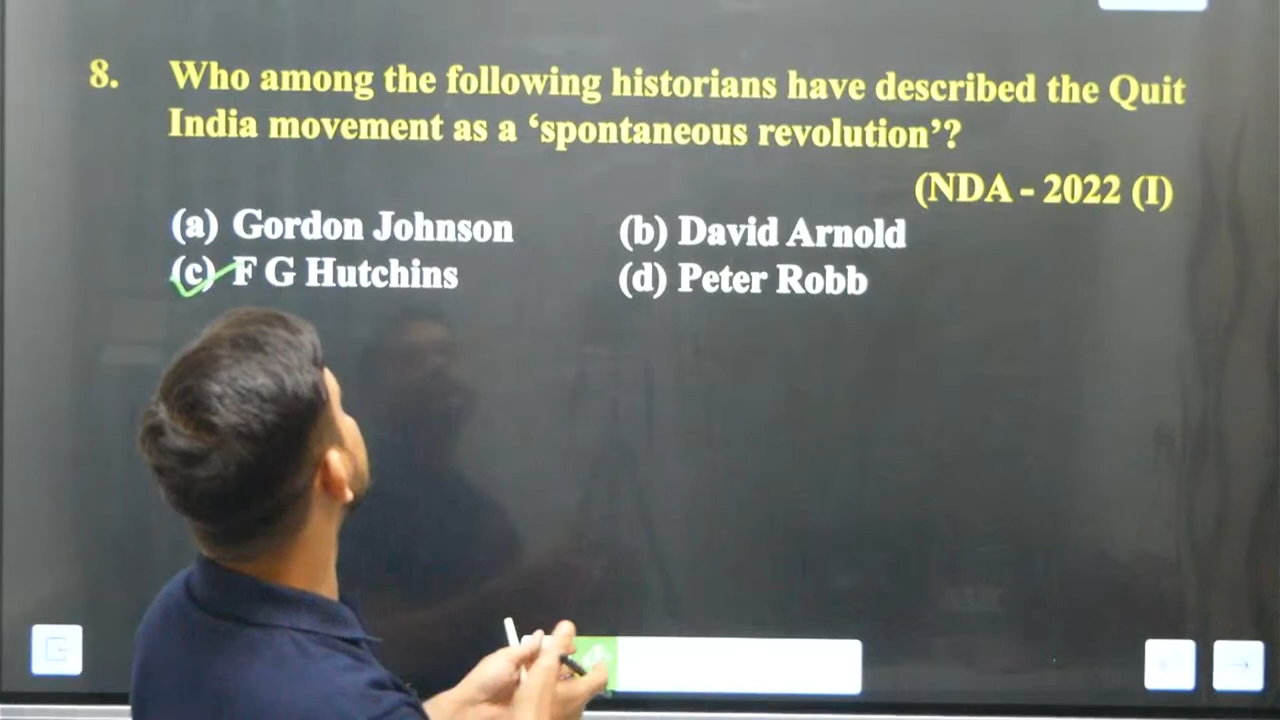 8. Who among the following historians have described the Quit
India movement as a ‘spontaneous revolution’?
(NDA - 2022 (I)
(a) Gordon Johnson (b) David Arnold
(c) F G Hutchins (d) Peter Robb